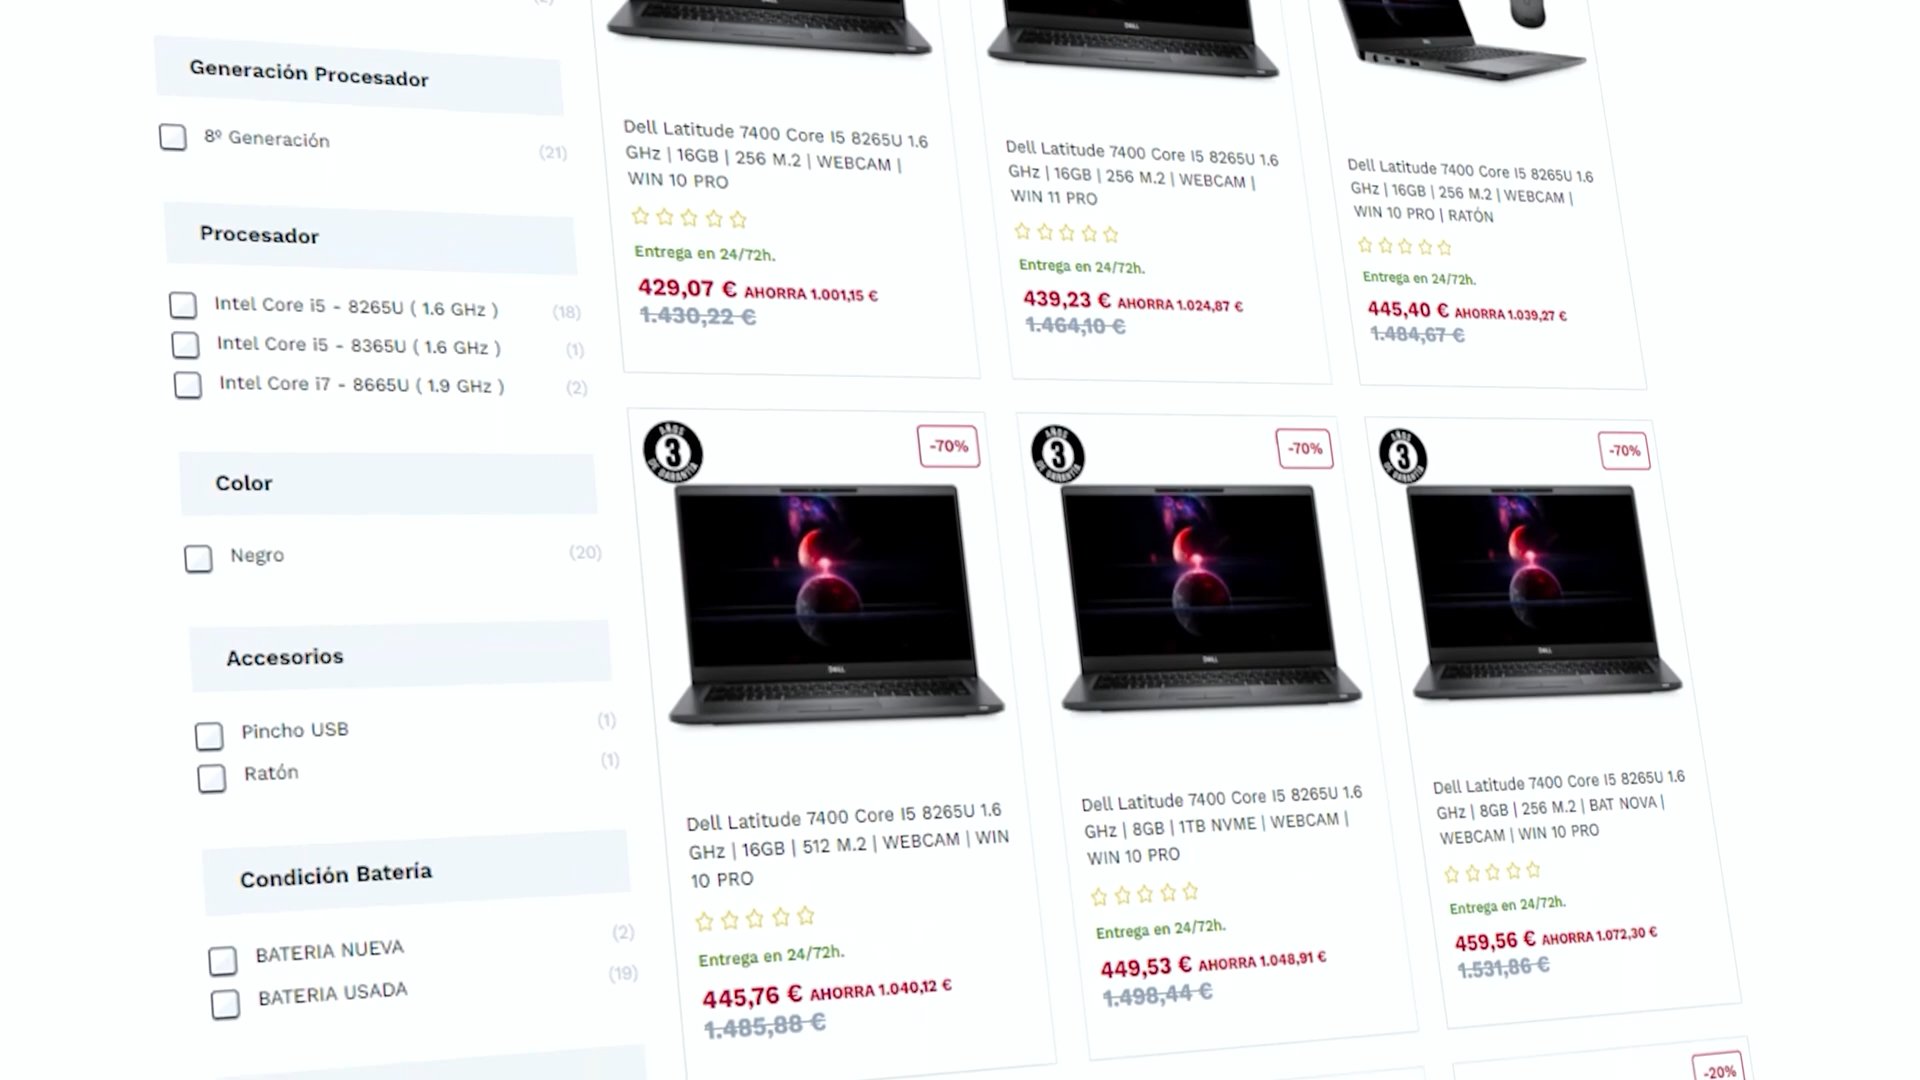 Generación Procesador
8º Generación (21)
Procesador
Intel Core i5 - 8265U ( 1.6 GHz ) (18)
Intel Core i5 - 8365U ( 1.6 GHz ) (1)
Intel Core i7 - 8665U ( 1.9 GHz ) (2)
Color
Negro (20)
Accesorios
Pincho USB (1)
Ratón (1)
Condición Batería
BATERIA NUEVA (2)
BATERIA USADA (19)
Dell Latitude 7400 Core I5 8265U 1.6
GHz | 16GB | 256 M.2 | WEBCAM |
WIN 10 PRO
Entrega en 24/72h.
429,07 € AHORRA 1.001,15 €
1.430,22 €
Dell Latitude 7400 Core I5 8265U 1.6
GHz | 16GB | 256 M.2 | WEBCAM |
WIN 11 PRO
Entrega en 24/72h.
439,23 € AHORRA 1.024,87 €
1.464,10 €
Dell Latitude 7400 Core I5 8265U 1.6
GHz | 16GB | 256 M.2 | WEBCAM |
WIN 10 PRO | RATÓN
Entrega en 24/72h.
445,40 € AHORRA 1.039,27 €
1.484,67 €
AÑOS
3
DE GARANTÍA
-70%
DELL
Dell Latitude 7400 Core I5 8265U 1.6
GHz | 16GB | 512 M.2 | WEBCAM | WIN
10 PRO
Entrega en 24/72h.
445,76 € AHORRA 1.040,12 €
1.485,88 €
AÑOS
3
DE GARANTÍA
-70%
DELL
Dell Latitude 7400 Core I5 8265U 1.6
GHz | 8GB | 1TB NVME | WEBCAM |
WIN 10 PRO
Entrega en 24/72h.
449,53 € AHORRA 1.048,91 €
1.498,44 €
AÑOS
3
DE GARANTÍA
-70%
DELL
Dell Latitude 7400 Core I5 8265U 1.6
GHz | 8GB | 256 M.2 | BAT NOVA |
WEBCAM | WIN 10 PRO
Entrega en 24/72h.
459,56 € AHORRA 1.072,30 €
1.531,86 €
-20%